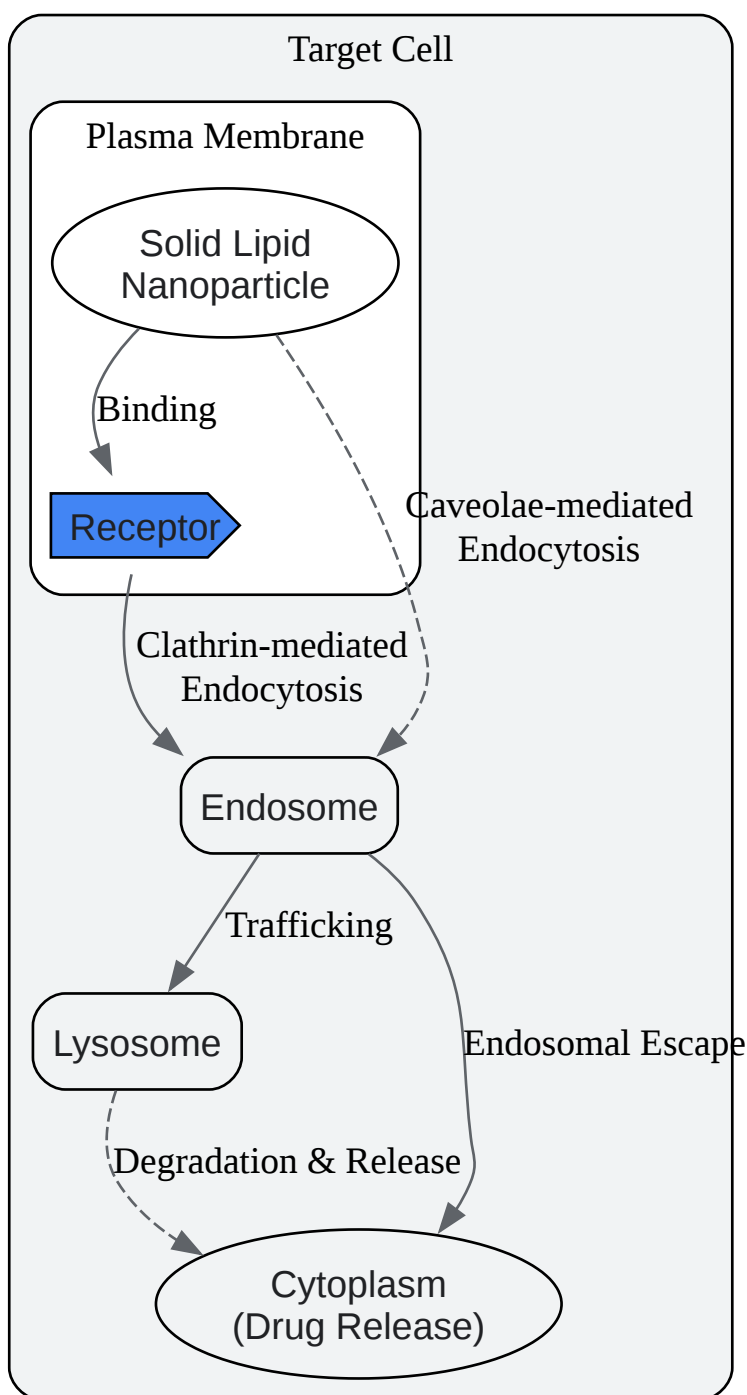 Target Cell
Plasma Membrane
Solid Lipid
Nanoparticle
Binding
Caveolae-mediated
Endocytosis
Receptor
Clathrin-mediated
Endocytosis
Endosome
Trafficking
Lysosome
Endosomal Escape
Degradation & Release
Cytoplasm
(Drug Release)